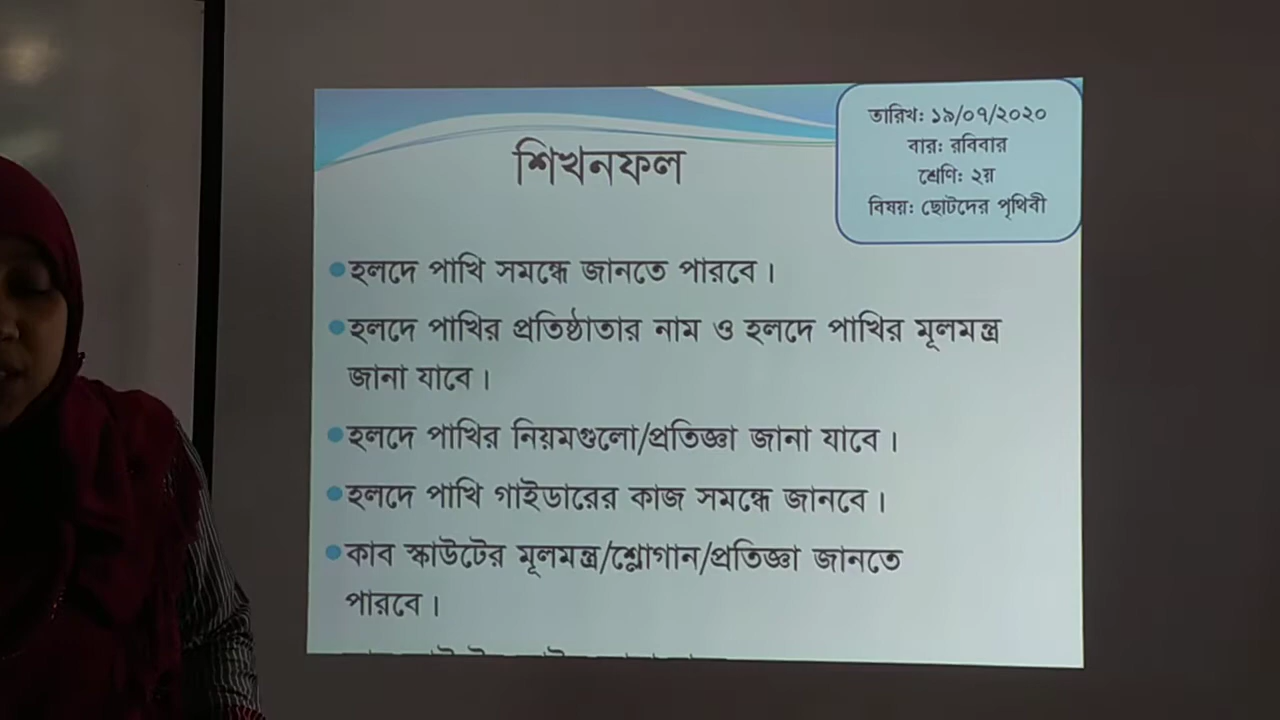 তারিখ: ১৯/০৭/২০২০
বার: রবিবার
শ্রেণি: ২য়
বিষয়: ছোটদের পৃথিবী
শিখনফল
হলদে পাখি সমন্ধে জানতে পারবে।
হলদে পাখির প্রতিষ্ঠাতার নাম ও হলদে পাখির মূলমন্ত্র
জানা যাবে।
হলদে পাখির নিয়মগুলো/প্রতিজ্ঞা জানা যাবে।
হলদে পাখি গাইডারের কাজ সমন্ধে জানবে।
কাব স্কাউটের মূলমন্ত্র/শ্লোগান/প্রতিজ্ঞা জানতে
পারবে।